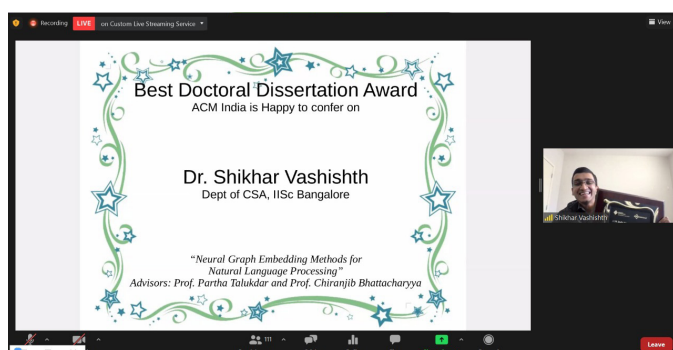 Recording LIVE on Custom Live Streaming Service
View
Best Doctoral Dissertation Award
ACM India is Happy to confer on
Dr. Shikhar Vashishth
Dept of CSA, IISc Bangalore
“Neural Graph Embedding Methods for
Natural Language Processing”
Advisors: Prof. Partha Talukdar and Prof. Chiranjib Bhattacharyya
Shikhar Vashishth
111
Leave